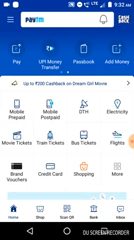 LTE 9:32 AM
paytm
Pay
UPI Money Transfer
Passbook
Add Money
Up to ₹200 Cashback on Dream Girl Movie
Mobile Prepaid
Mobile Postpaid
DTH
Electricity
Movie Tickets
Train Tickets
Bus Tickets
Flights
Brand Vouchers
Credit Card
Shopping
More
Home
Shop
Scan QR
Bank
Inbox
DU SCREEN RECORDER